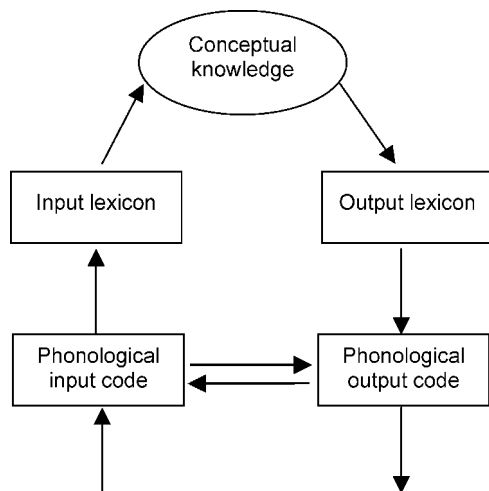 Conceptual
knowledge
Input lexicon
Output lexicon
Phonological
input code
Phonological
output code